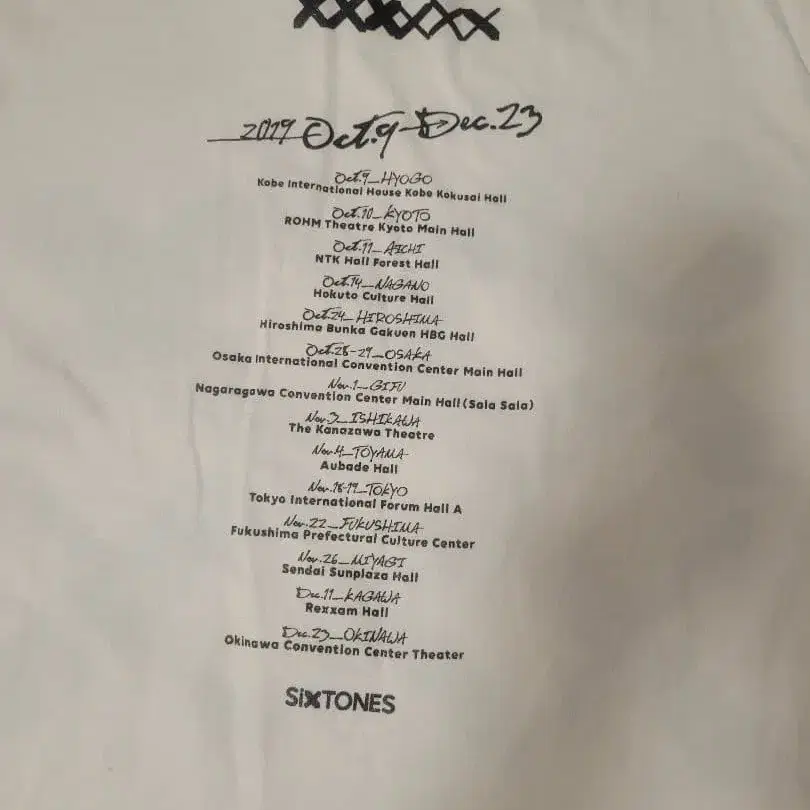 XXXXXX
2019 Oct.9-Dec.23
Oct.9_HYOGO
Kobe International House Kobe Kokusai Hall
Oct.10_KYOTO
ROHM Theatre Kyoto Main Hall
Oct.11_AICHI
NTK Hall Forest Hall
Oct.14_NAGANO
Hokuto Culture Hall
Oct.24_HIROSHIMA
Hiroshima Bunka Gakuen HBG Hall
Oct.28-29_OSAKA
Osaka International Convention Center Main Hall
Nov.1_GIFU
Nagaragawa Convention Center Main Hall (Sala Sala)
Nov.3_ISHIKAWA
The Kanazawa Theatre
Nov.4_TOYAMA
Aubade Hall
Nov.18-19_TOKYO
Tokyo International Forum Hall A
Nov.22_FUKUSHIMA
Fukushima Prefectural Culture Center
Nov.26_MIYAGI
Sendai Sunplaza Hall
Dec.11_KAGAWA
Rexxam Hall
Dec.23_OKINAWA
Okinawa Convention Center Theater
SixTONES